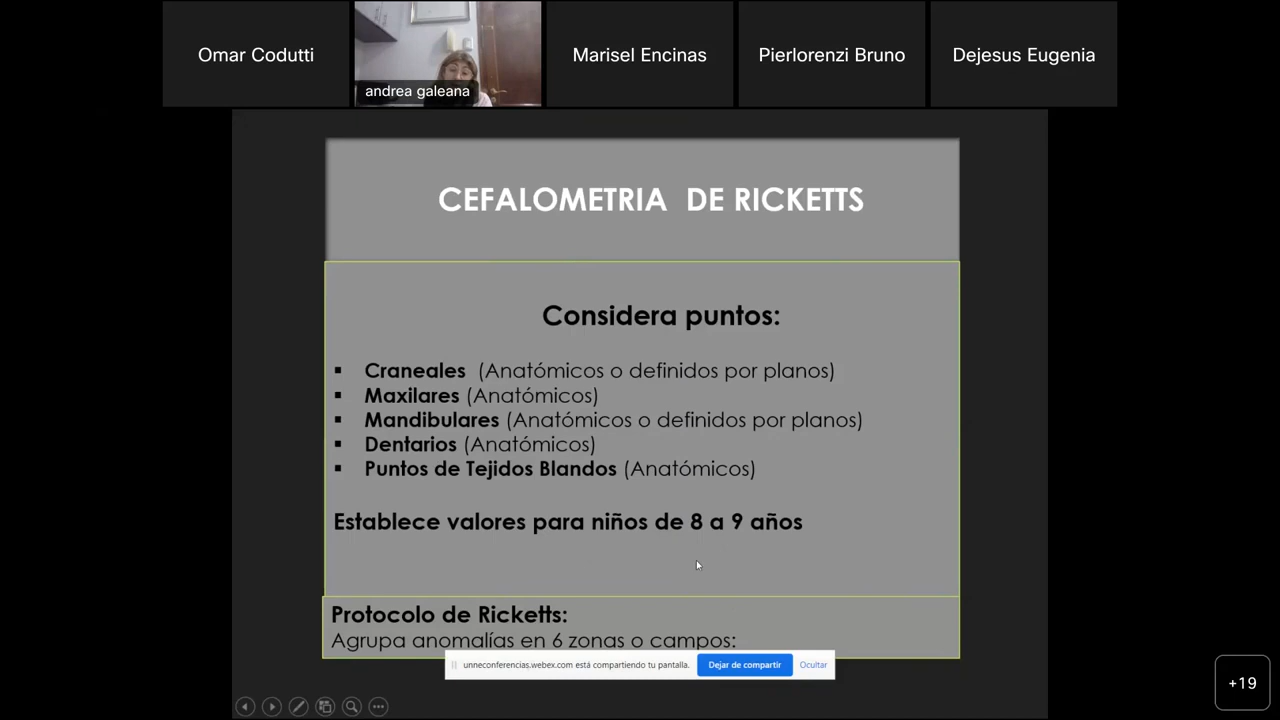 Omar Codutti
andrea galeana
Marisel Encinas
Pierlorenzi Bruno
Dejesus Eugenia
CEFALOMETRIA DE RICKETTS
Considera puntos:
▪ Craneales (Anatómicos o definidos por planos)
▪ Maxilares (Anatómicos)
▪ Mandibulares (Anatómicos o definidos por planos)
▪ Dentarios (Anatómicos)
▪ Puntos de Tejidos Blandos (Anatómicos)
Establece valores para niños de 8 a 9 años
Protocolo de Ricketts:
Agrupa anomalías en 6 zonas o campos:
unneconferencias.webex.com está compartiendo tu pantalla.
Dejar de compartir
Ocultar
+19